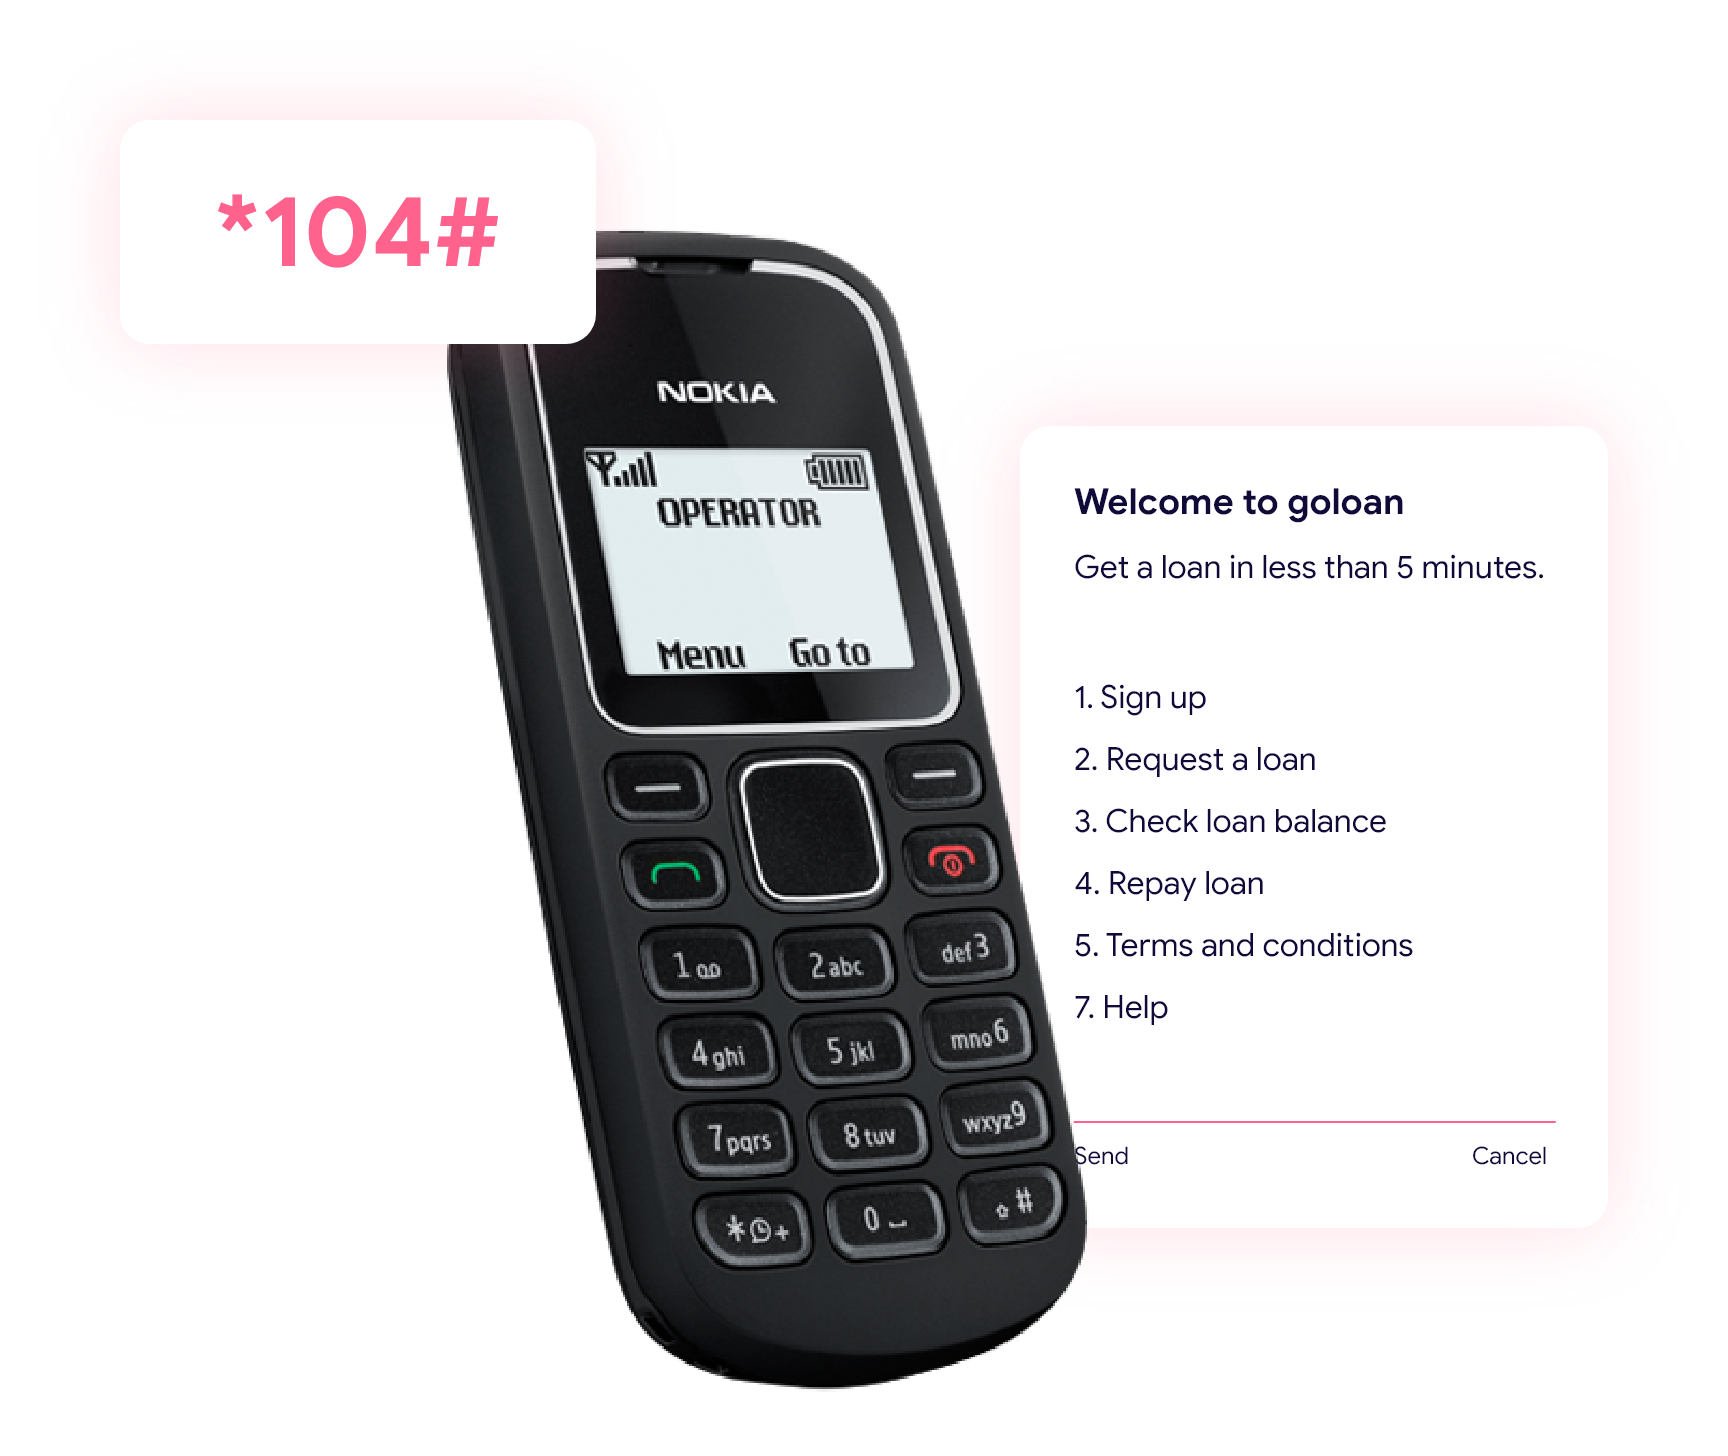 *104#
NOKIA
OPERATOR
Menu Go to
1
2 abc
def 3
4 ghi
5 jkl
mno 6
7 pqrs
8 tuv
wxyz 9
* +
0
#
Welcome to goloan
Get a loan in less than 5 minutes.
1. Sign up
2. Request a loan
3. Check loan balance
4. Repay loan
5. Terms and conditions
7. Help
Send Cancel